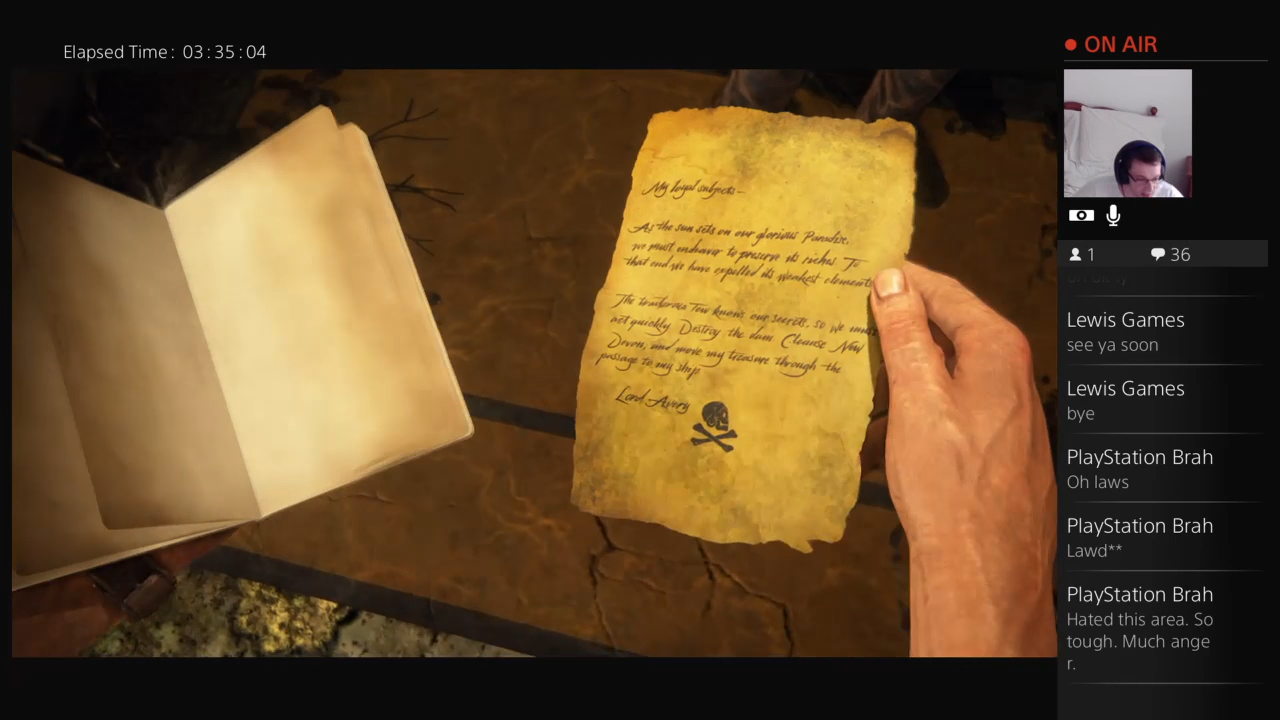 Elapsed Time: 03:35:04
My loyal subjects-
As the sun sets on our glorious Paradise,
we must endeavor to preserve its riches To
that end we have expelled its weakest elements
The traitorous Tew knows our secrets, so we must
act quickly Destroy the dam Cleanse New
Devon, and move my treasure through the
passage to my ship
Lord Avery
ON AIR
1 36
Lewis Games
see ya soon
Lewis Games
bye
PlayStation Brah
Oh laws
PlayStation Brah
Lawd**
PlayStation Brah
Hated this area. So
tough. Much ange
r.